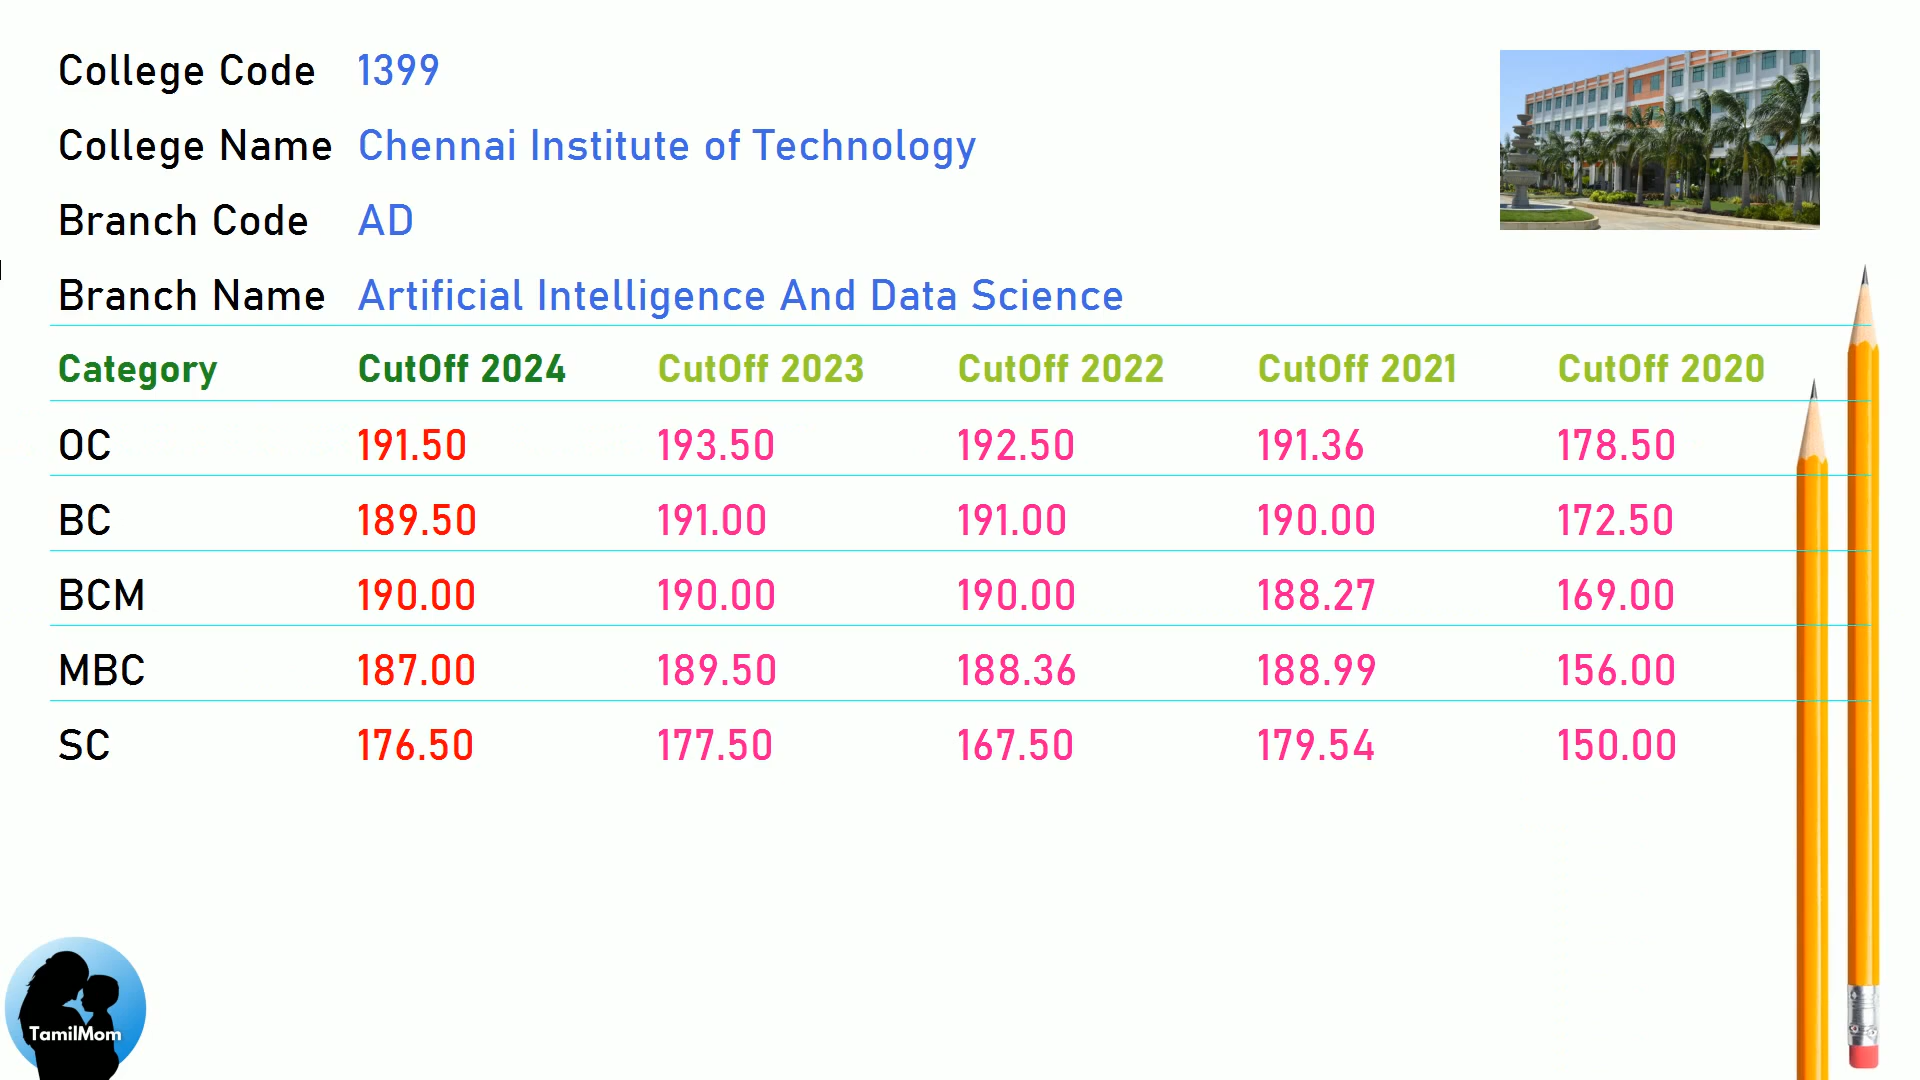 College Code 1399
College Name Chennai Institute of Technology
Branch Code AD
Branch Name Artificial Intelligence And Data Science
Category CutOff 2024 CutOff 2023 CutOff 2022 CutOff 2021 CutOff 2020
OC 191.50 193.50 192.50 191.36 178.50
BC 189.50 191.00 191.00 190.00 172.50
BCM 190.00 190.00 190.00 188.27 169.00
MBC 187.00 189.50 188.36 188.99 156.00
SC 176.50 177.50 167.50 179.54 150.00
TamilMom